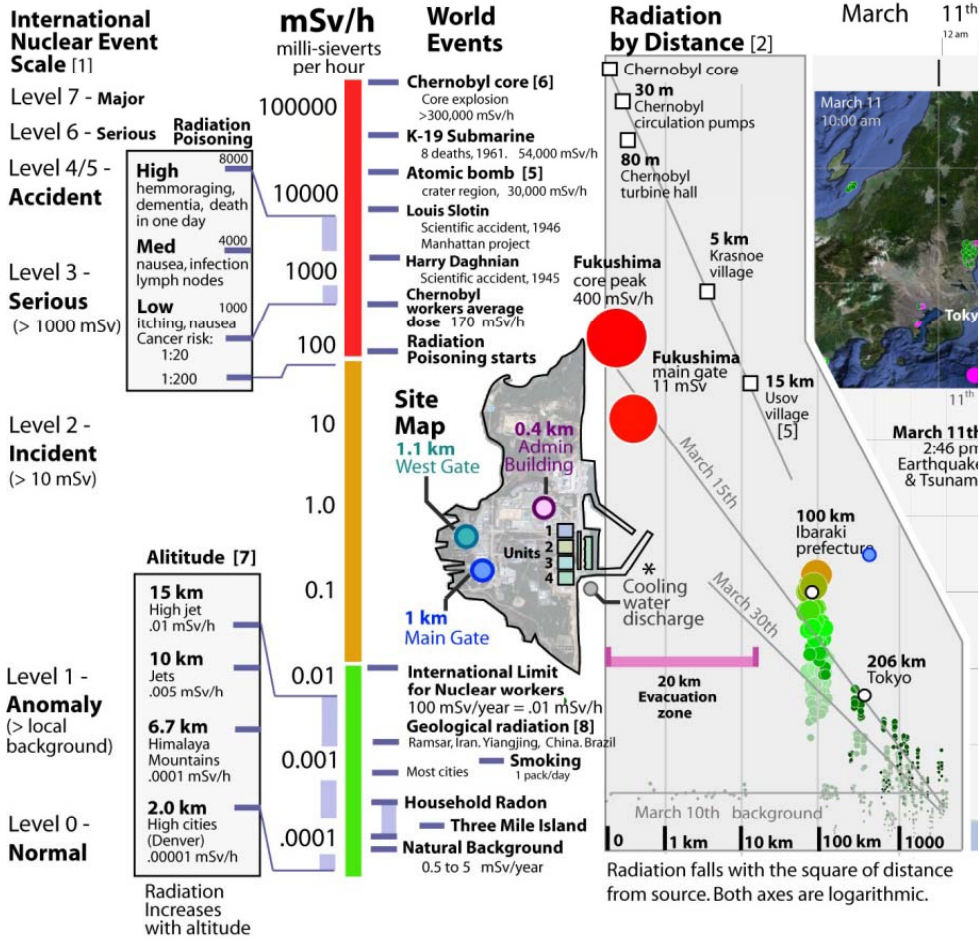 International
Nuclear Event
Scale [1]
Level 7 - Major
Level 6 - Serious
Level 4/5 -
Accident
Level 3 -
Serious
(> 1000 mSv)
Level 2 -
Incident
(> 10 mSv)
Level 1 -
Anomaly
(> local
background)
Level 0 -
Normal
Radiation
Poisoning
8000
High
hemmoraging,
dementia, death
in one day
4000
Med
nausea, infection
lymph nodes
1000
Low
itching, nausea
Cancer risk:
1:20
1:200
Alititude [7]
15 km
High jet
.01 mSv/h
10 km
Jets
.005 mSv/h
6.7 km
Himalaya
Mountains
.0001 mSv/h
2.0 km
High cities
(Denver)
.00001 mSv/h
Radiation
Increases
with altitude
mSv/h
milli-sieverts
per hour
100000
10000
1000
100
10
1.0
0.1
0.01
0.001
.0001
World
Events
Chernobyl core [6]
Core explosion
>300,000 mSv/h
K-19 Submarine
8 deaths, 1961. 54,000 mSv/h
Atomic bomb [5]
crater region, 30,000 mSv/h
Louis Slotin
Scientific accident, 1946
Manhattan project
Harry Daghnian
Scientific accident, 1945
Chernobyl
workers average
dose 170 mSv/h
Radiation
Poisoning starts
Site
Map
1.1 km
West Gate
0.4 km
Admin
Building
Units
1
2
3
4
1 km
Main Gate
*
Cooling
water
discharge
International Limit
for Nuclear workers
100 mSv/year = .01 mSv/h
Geological radiation [8]
Ramsar, Iran. Yiangjing, China. Brazil
Smoking
1 pack/day
Most cities
Household Radon
Three Mile Island
Natural Background
0.5 to 5 mSv/year
Radiation
by Distance [2]
Chernobyl core
30 m
Chernobyl
circulation pumps
80 m
Chernobyl
turbine hall
5 km
Krasnoe
village
Fukushima
core peak
400 mSv/h
Fukushima
main gate
11 mSv
15 km
Usov
village
[5]
March 15th
March 30th
100 km
Ibaraki
prefecture
206 km
Tokyo
20 km
Evacuation
zone
March 10th background
0
1 km
10 km
100 km
1000
Radiation falls with the square of distance
from source. Both axes are logarithmic.
March 11th
12 am
March 11
10:00 am
Toky
11th
March 11th
2:46 pm
Earthquake
& Tsunam